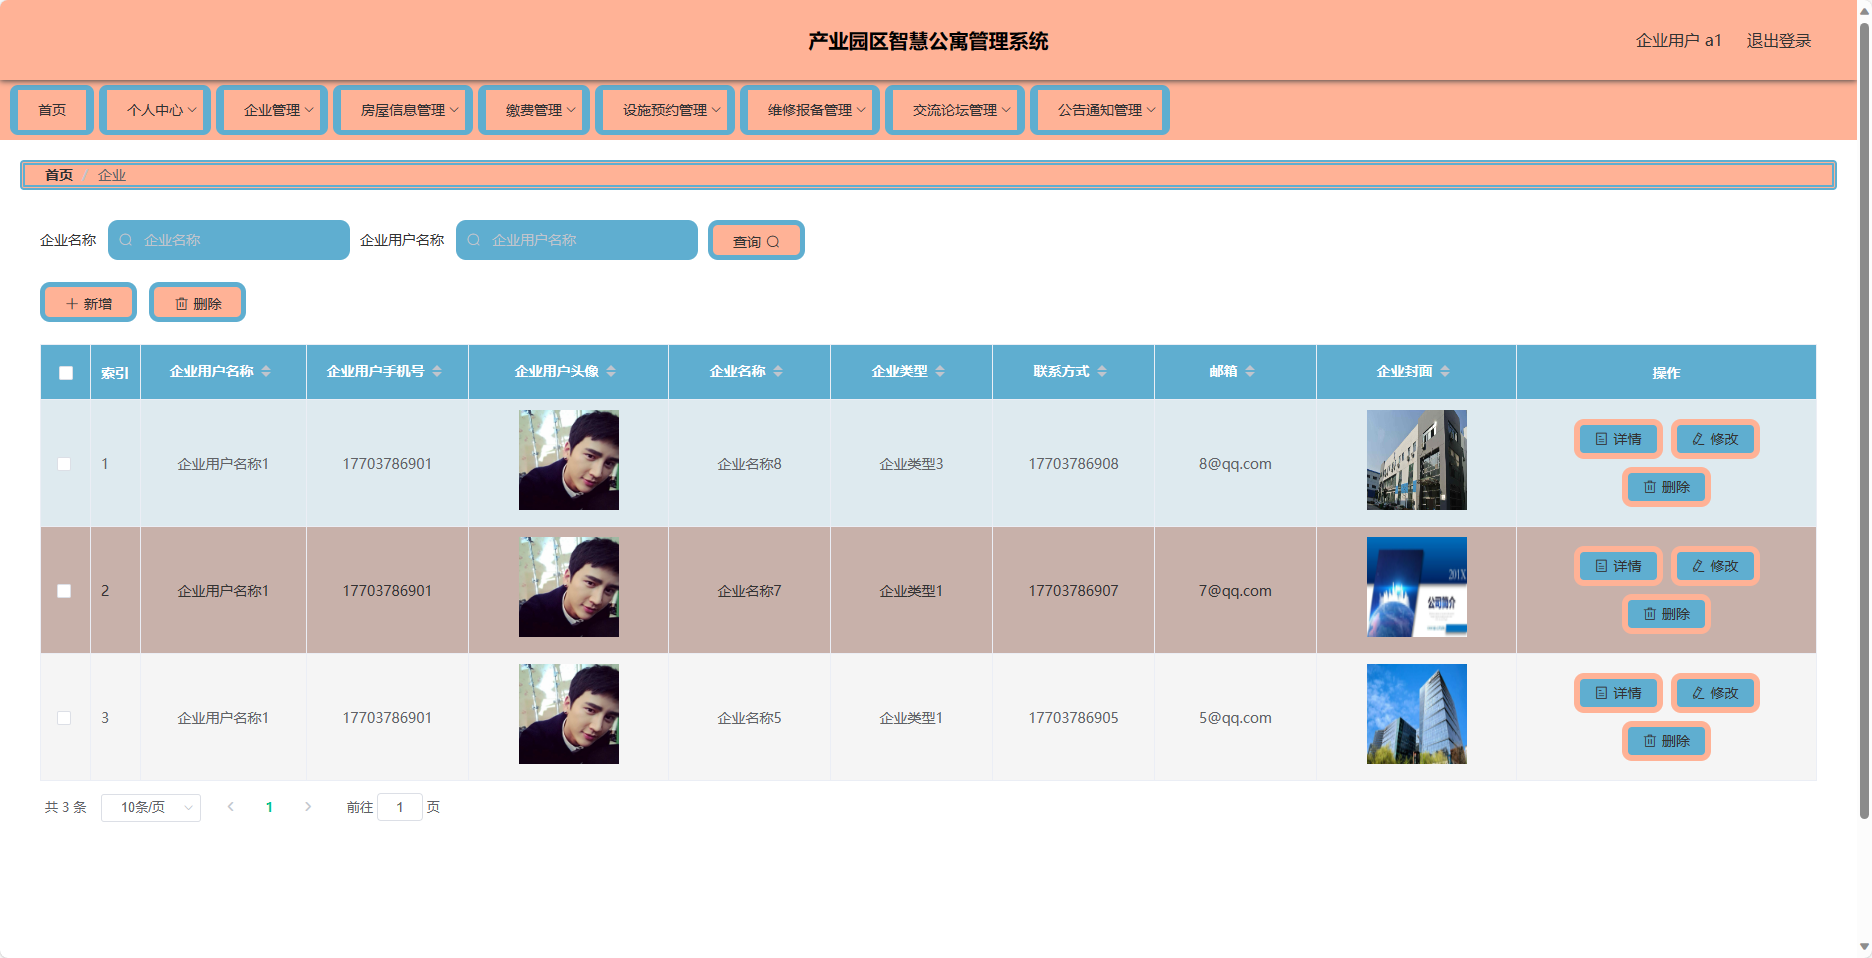 产业园区智慧公寓管理系统
企业用户 a1 退出登录
首页 个人中心 企业管理 房屋信息管理 缴费管理 设施预约管理 维修报备管理 交流论坛管理 公告通知管理
首页 / 企业
企业名称 企业名称 企业用户名称 企业用户名称 查询
新增 删除
索引 企业用户名称 企业用户手机号 企业用户头像 企业名称 企业类型 联系方式 邮箱 企业封面 操作
1 企业用户名称1 17703786901 企业名称8 企业类型3 17703786908 8@qq.com 详情 修改
删除
2 企业用户名称1 17703786901 企业名称7 企业类型1 17703786907 7@qq.com 详情 修改
201X
公司简介
删除
3 企业用户名称1 17703786901 企业名称5 企业类型1 17703786905 5@qq.com 详情 修改
删除
共 3 条 10条/页 1 前往 1 页